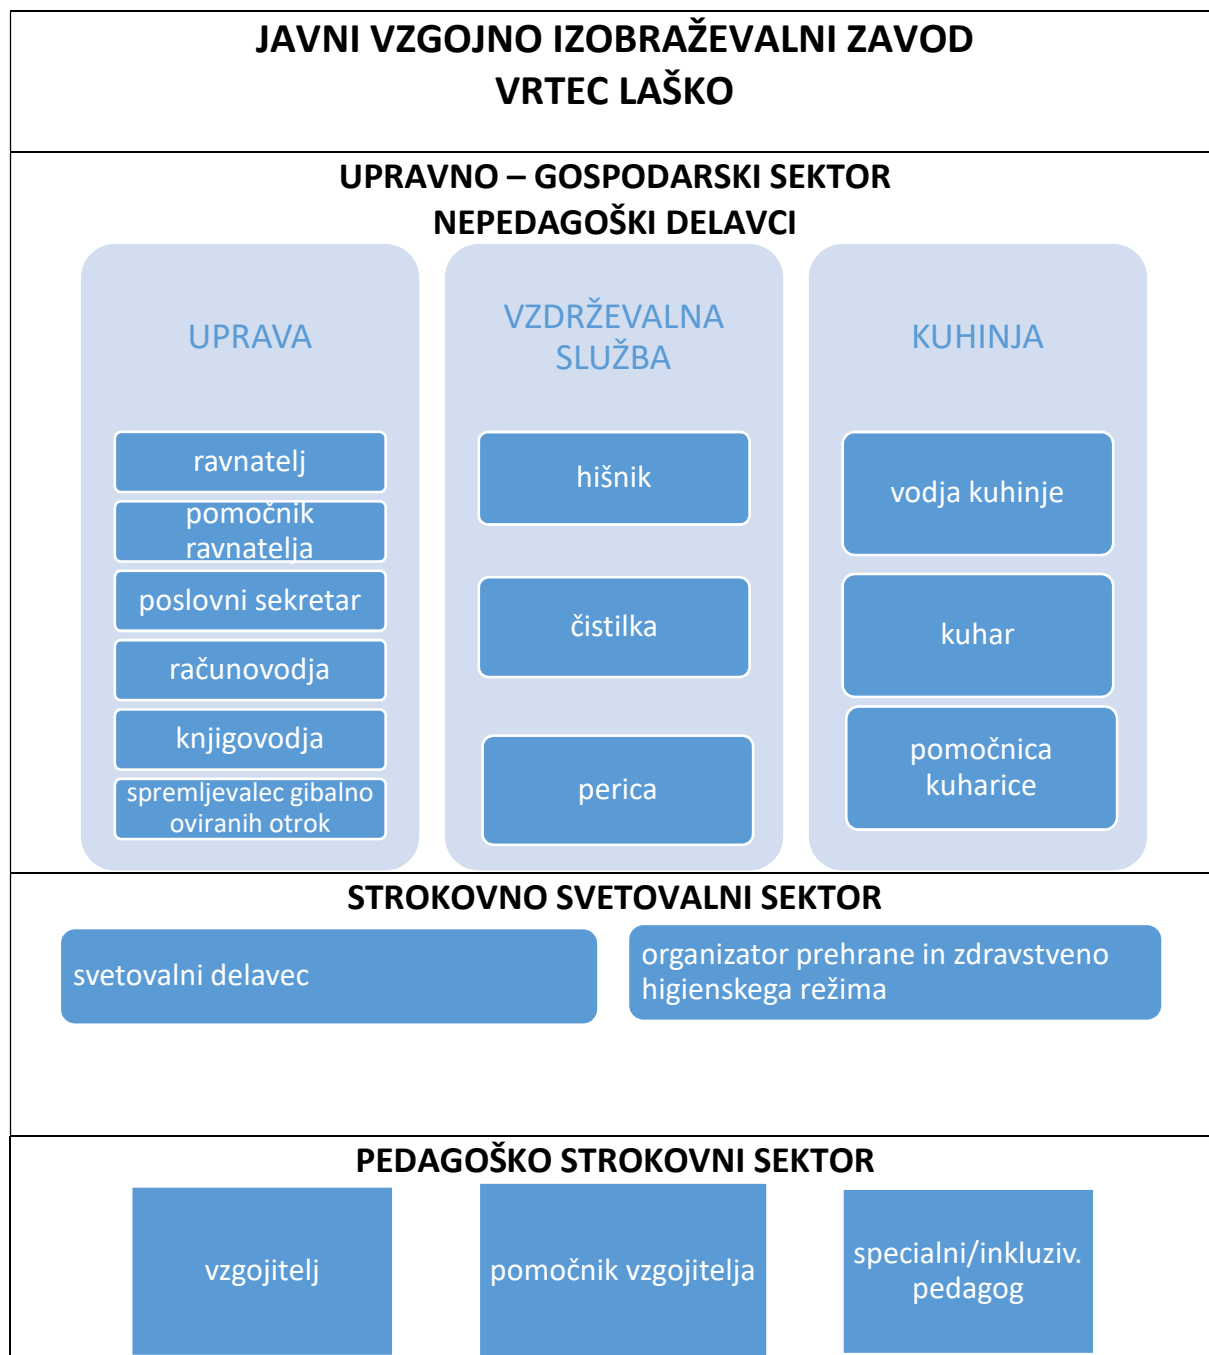 JAVNI VZGOJNO IZOBRAŽEVALNI ZAVOD
VRTEC LAŠKO
UPRAVNO – GOSPODARSKI SEKTOR
NEPEDAGOŠKI DELAVCI
UPRAVA
ravnatelj
pomočnik
ravnatelja
poslovni sekretar
računovodja
knjigovodja
spremljevalec gibalno
oviranih otrok
VZDRŽEVALNA
SLUŽBA
hišnik
čistilka
perica
KUHINJA
vodja kuhinje
kuhar
pomočnica
kuharice
STROKOVNO SVETOVALNI SEKTOR
svetovalni delavec
organizator prehrane in zdravstveno
higienskega režima
PEDAGOŠKO STROKOVNI SEKTOR
vzgojitelj
pomočnik vzgojitelja
specialni/inkluziv.
pedagog